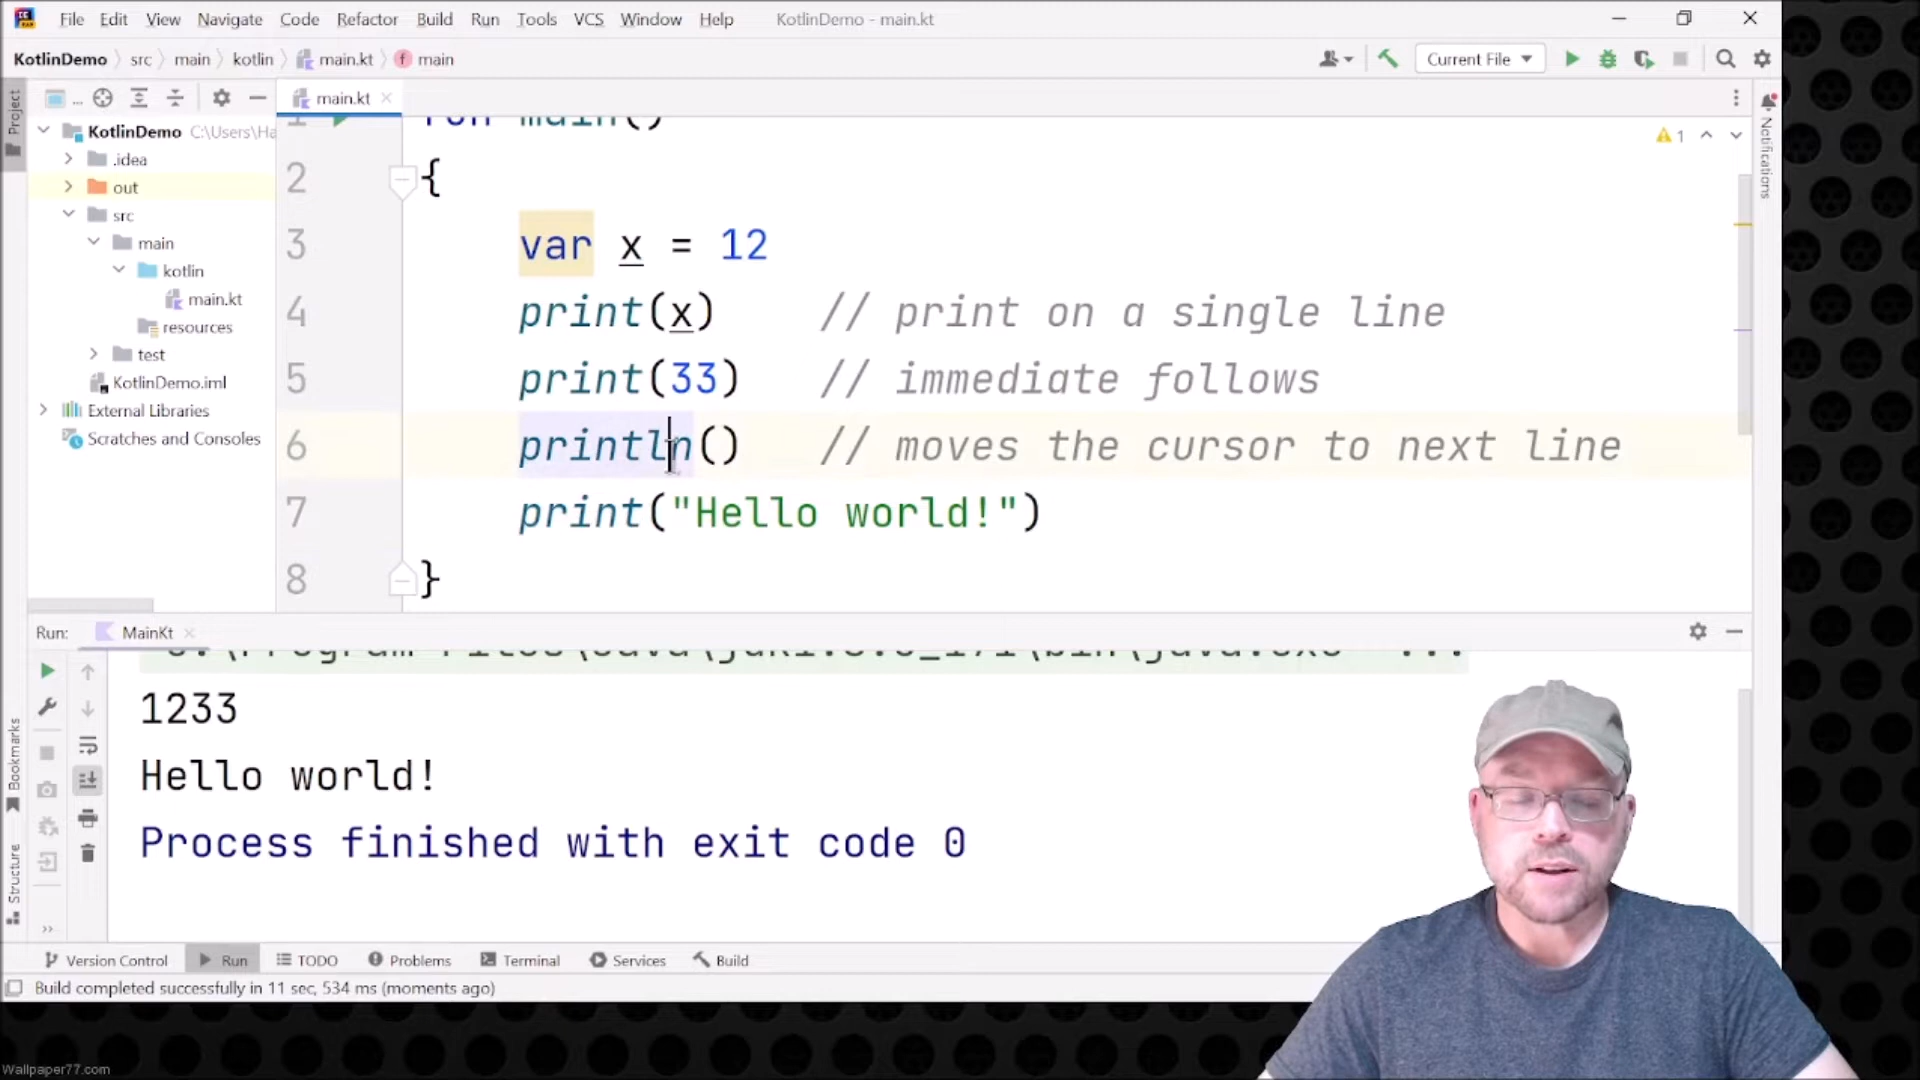 File Edit View Navigate Code Refactor Build Run Tools VCS Window Help KotlinDemo - main.kt
KotlinDemo src main kotlin main.kt main
Current File
Project
...
main.kt
Notifications
KotlinDemo C:\Users\Ha
.idea
out
src
main
kotlin
main.kt
resources
test
KotlinDemo.iml
External Libraries
Scratches and Consoles
1
1 fun main()
2 {
3 var x = 12
4 print(x) // print on a single line
5 print(33) // immediate follows
6 println() // moves the cursor to next line
7 print("Hello world!")
8 }
Run: MainKt
1233
Hello world!
Process finished with exit code 0
Bookmarks
Structure
Version Control Run TODO Problems Terminal Services Build
Build completed successfully in 11 sec, 534 ms (moments ago)
Wallpaper77.com